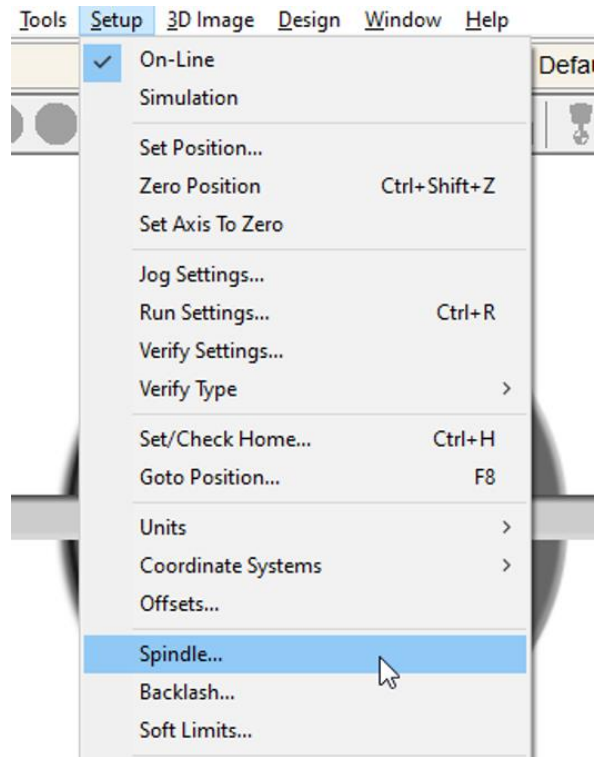 Tools Setup 3D Image Design Window Help
On-Line
Simulation
Set Position...
Zero Position Ctrl+Shift+Z
Set Axis To Zero
Jog Settings...
Run Settings... Ctrl+R
Verify Settings...
Verify Type
Set/Check Home... Ctrl+H
Goto Position... F8
Units
Coordinate Systems
Offsets...
Spindle...
Backlash...
Soft Limits...